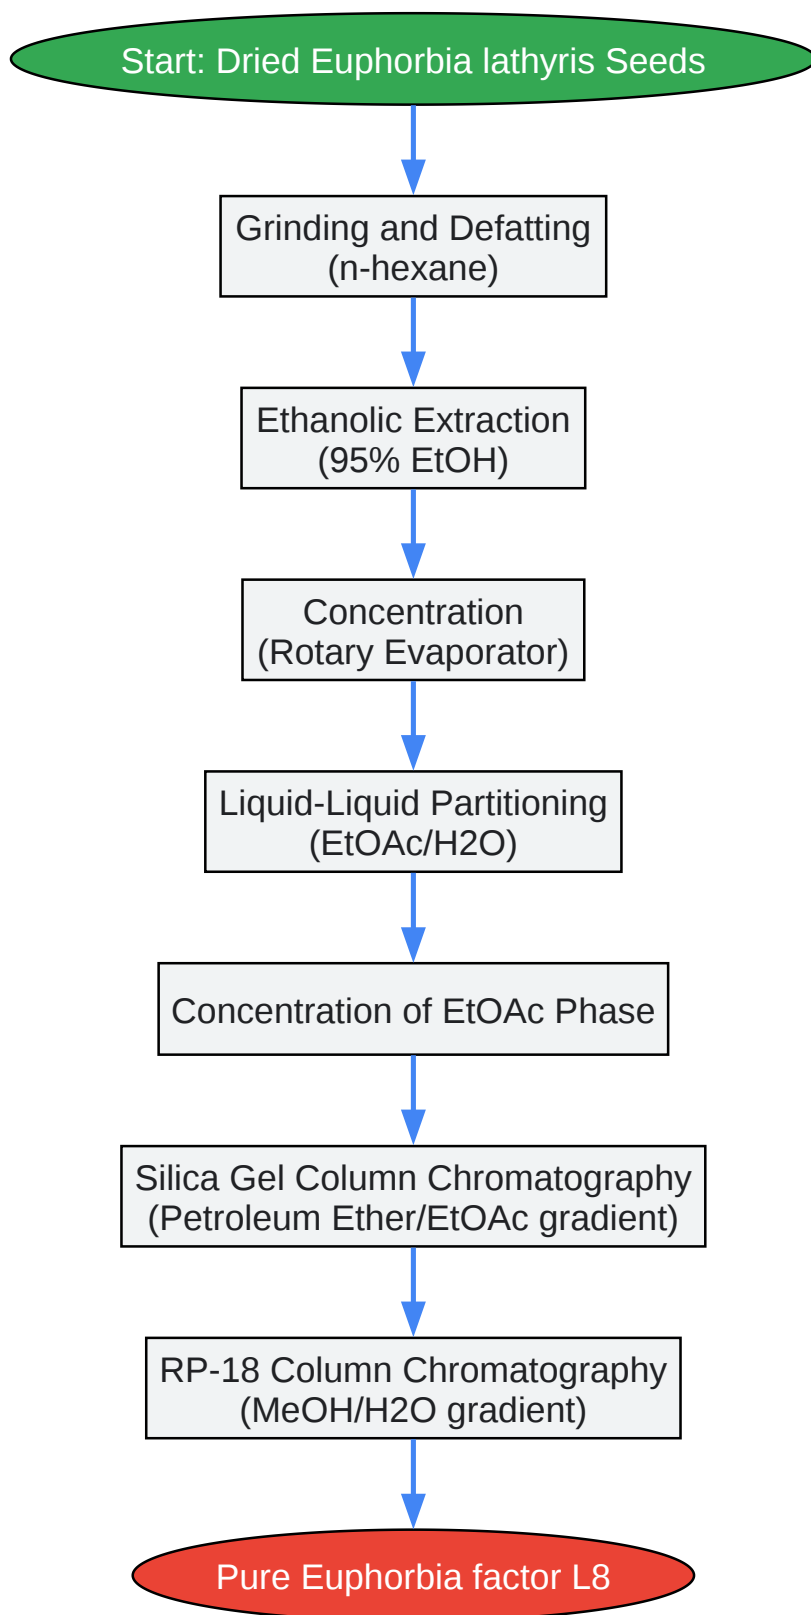 Start: Dried Euphorbia lathyris Seeds
Grinding and Defatting
(n-hexane)
Ethanolic Extraction
(95% EtOH)
Concentration
(Rotary Evaporator)
Liquid-Liquid Partitioning
(EtOAc/H2O)
Concentration of EtOAc Phase
Silica Gel Column Chromatography
(Petroleum Ether/EtOAc gradient)
RP-18 Column Chromatography
(MeOH/H2O gradient)
Pure Euphorbia factor L8